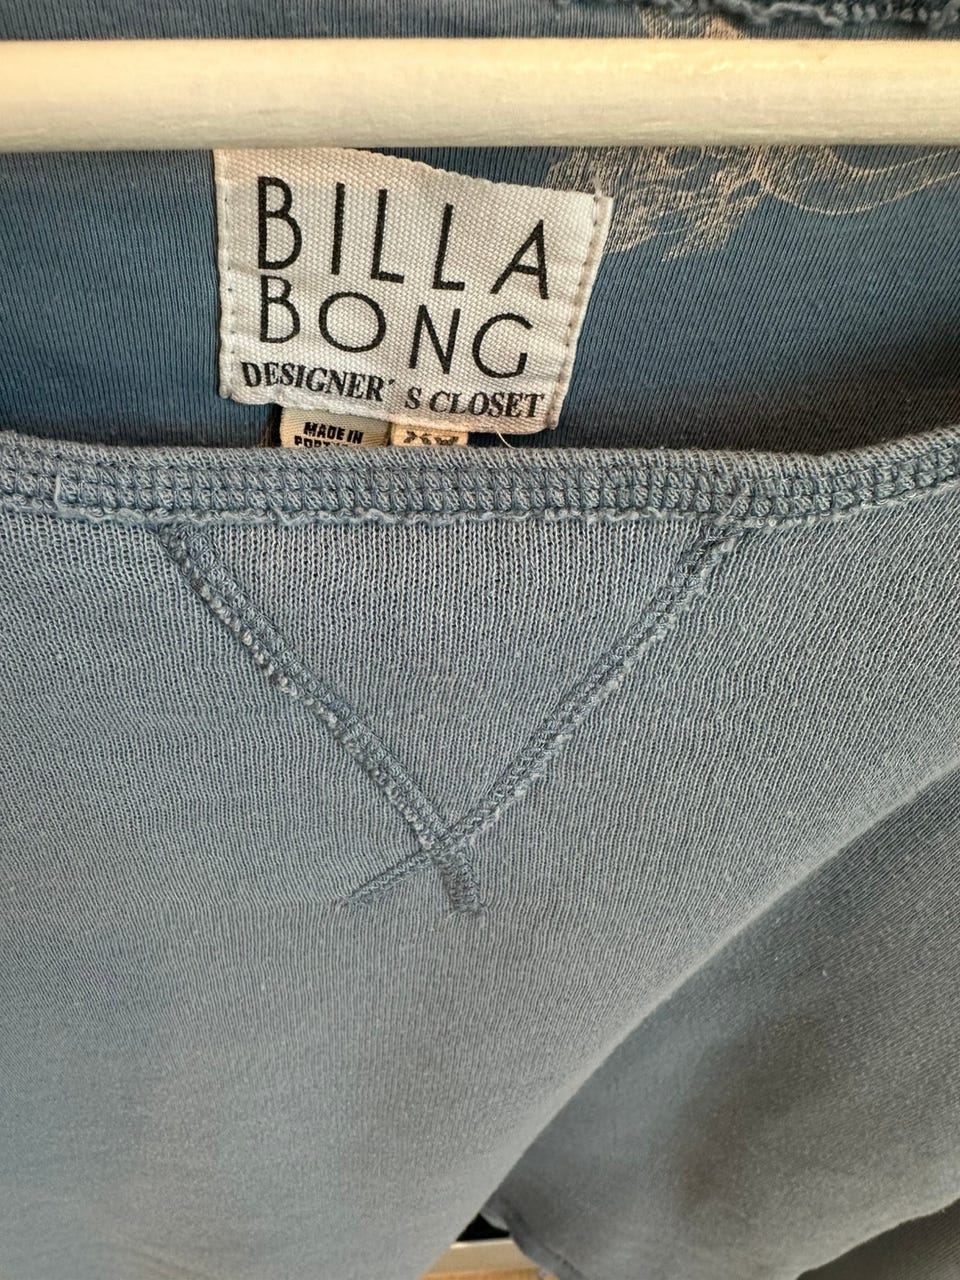 BILLA
BONG
DESIGNER'S CLOSET
MADE IN